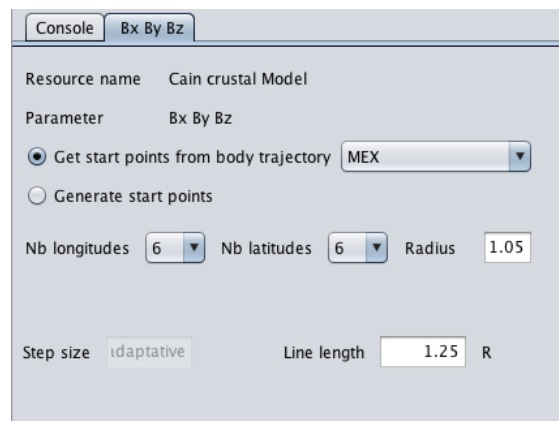 Console Bx By Bz
Resource name Cain crustal Model
Parameter Bx By Bz
Get start points from body trajectory MEX
Generate start points
Nb longitudes 6 Nb latitudes 6 Radius 1.05
Step size adaptative Line length 1.25 R